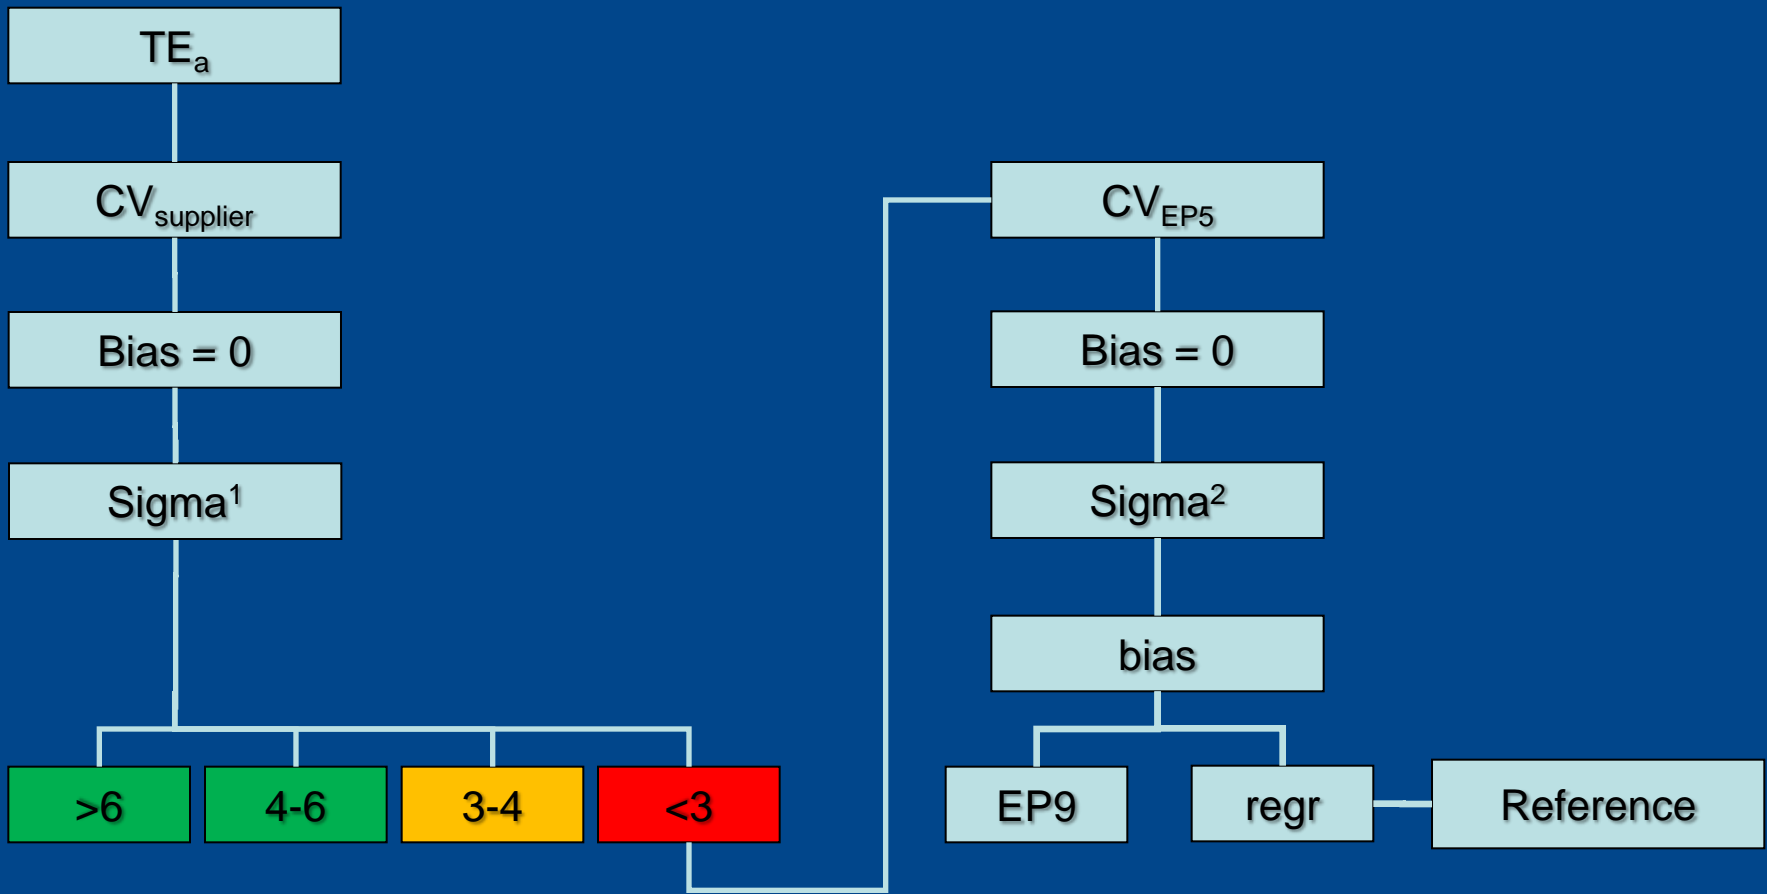 TEa
CVsupplier
Bias = 0
Sigma¹
>6
4-6
3-4
<3
CVEP5
Bias = 0
Sigma²
bias
EP9
regr
Reference